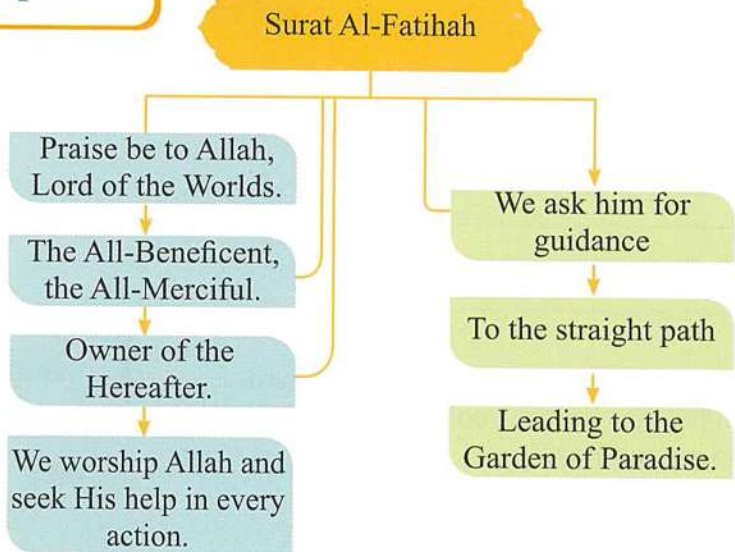 Surat Al-Fatihah
Praise be to Allah,
Lord of the Worlds.
The All-Beneficent,
the All-Merciful.
Owner of the
Hereafter.
We worship Allah and
seek His help in every
action.
We ask him for
guidance
To the straight path
Leading to the
Garden of Paradise.